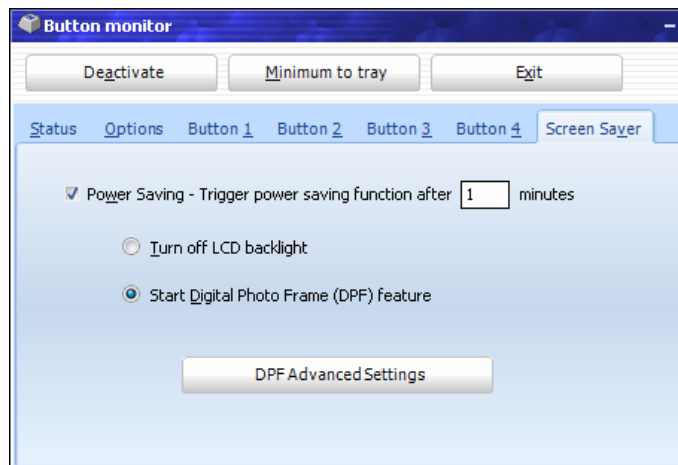 Button monitor
Deactivate Minimum to tray Exit
Status Options Button 1 Button 2 Button 3 Button 4 Screen Saver
Power Saving - Trigger power saving function after 1 minutes
Turn off LCD backlight
Start Digital Photo Frame (DPF) feature
DPF Advanced Settings